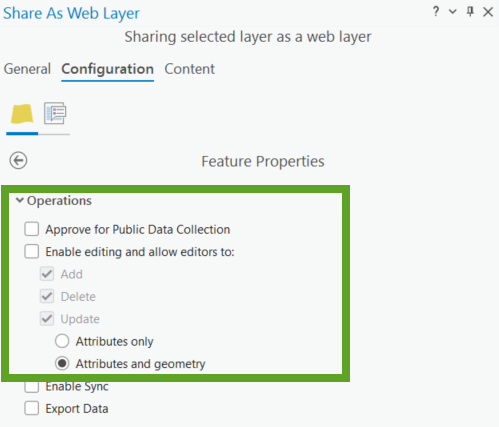 Share As Web Layer
?
Sharing selected layer as a web layer
General Configuration Content
Feature Properties
Operations
Approve for Public Data Collection
Enable editing and allow editors to:
Add
Delete
Update
Attributes only
Attributes and geometry
Enable Sync
Export Data